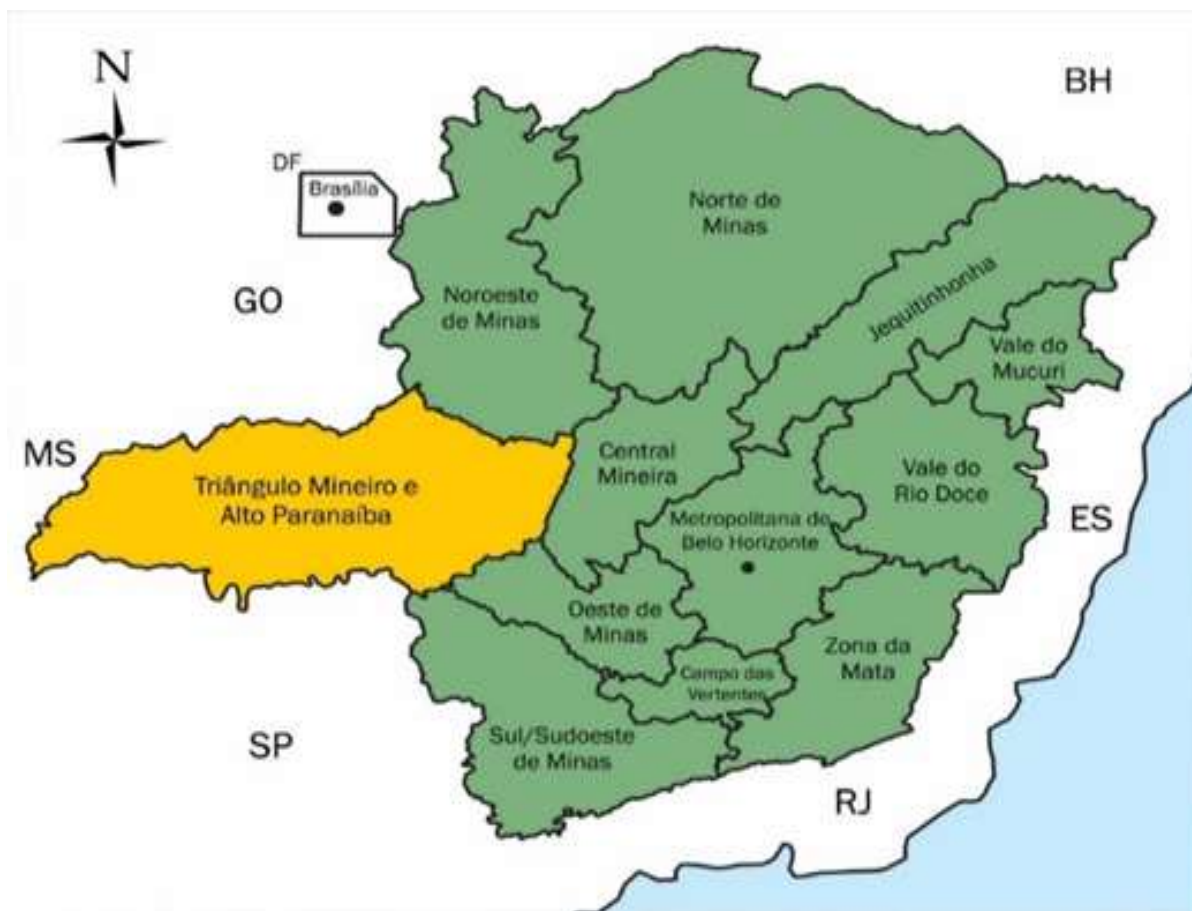 N
BH
DF
Brasília
Norte de
Minas
GO
Noroeste
de Minas
Jequitinhonha
Vale do
Mucuri
MS
Triângulo Mineiro e
Alto Paranaíba
Central
Mineira
Vale do
Rio Doce
Metropolitana de
Belo Horizonte
ES
Oeste de
Minas
Zona da
Mata
Campo das
Vertentes
SP
Sul/Sudoeste
de Minas
RJ